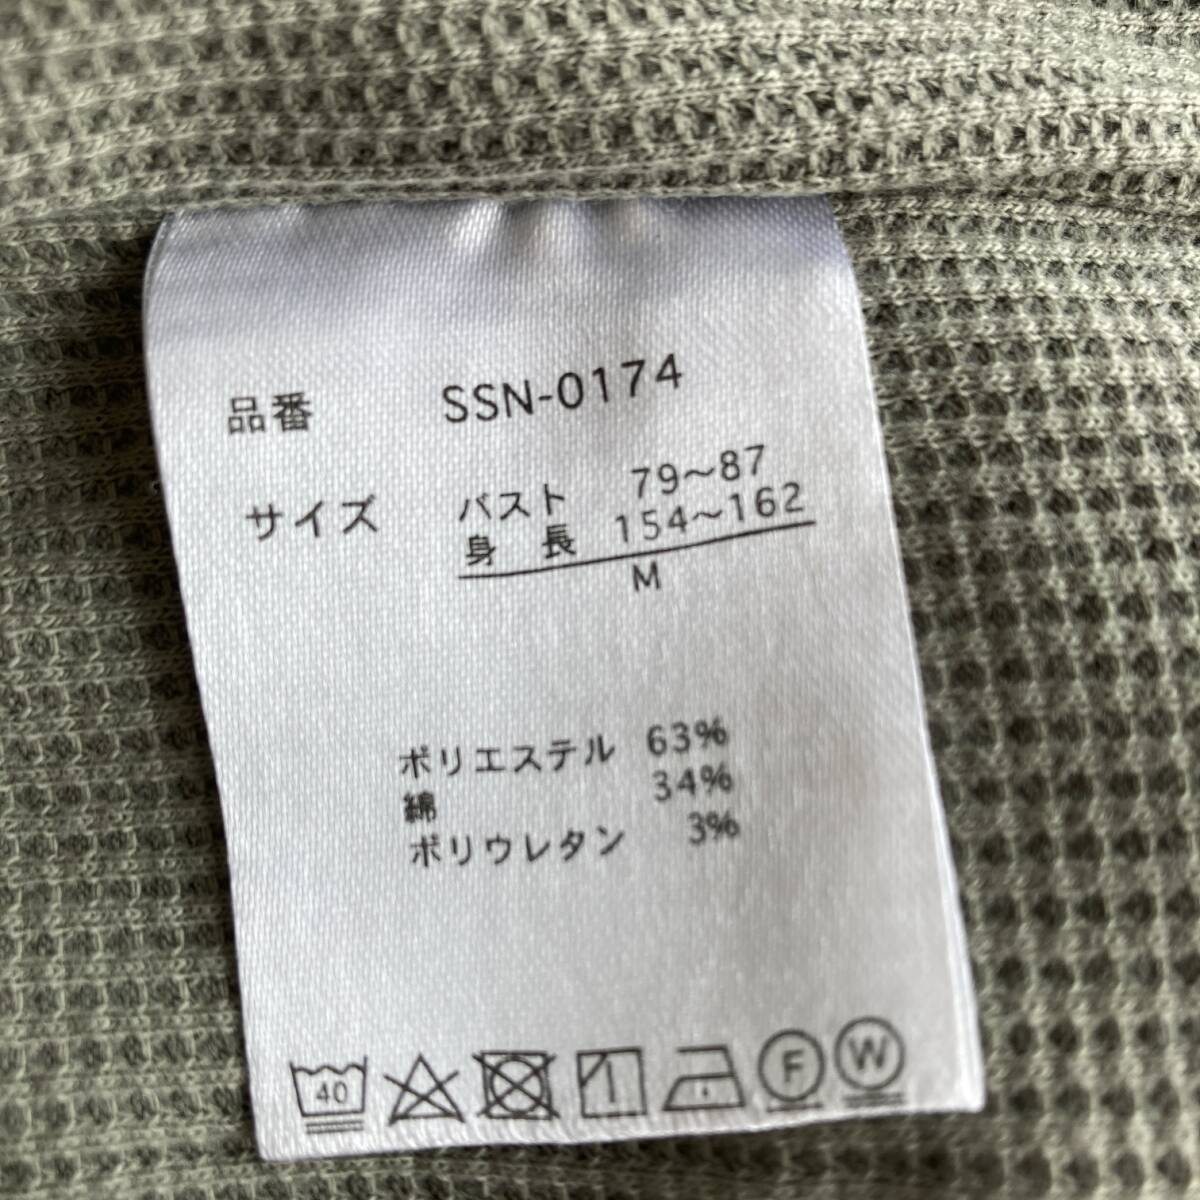 品番 SSN-0174
サイズ バスト 79〜87
身 長 154〜162
M
ポリエステル 63%
綿 34%
ポリウレタン 3%
40 F W